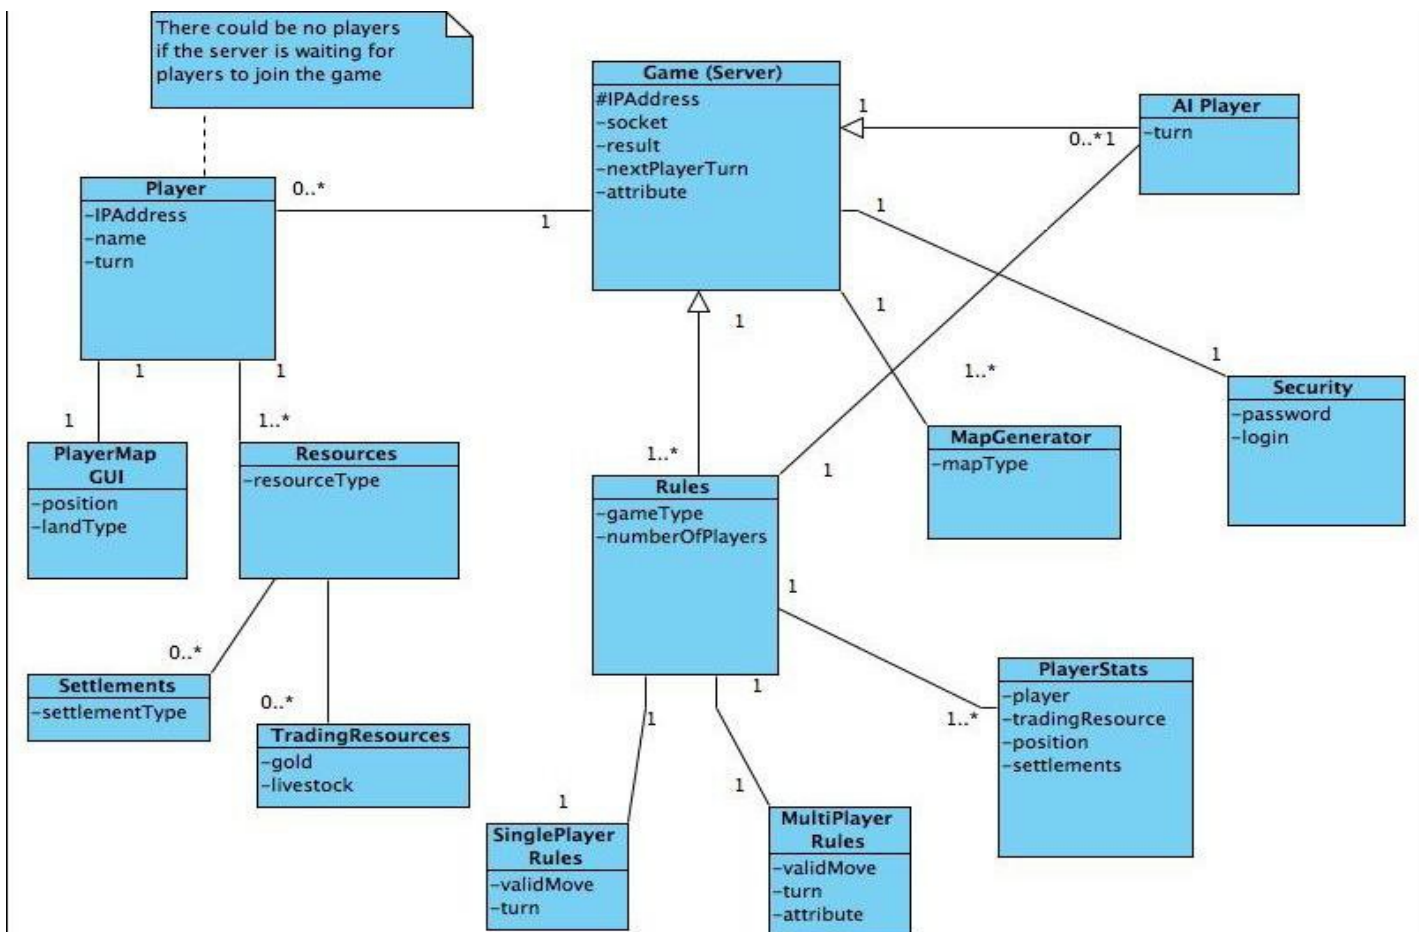 There could be no players
if the server is waiting for
players to join the game
Game (Server)
#IPAddress
-socket
-result
-nextPlayerTurn
-attribute
1
0..*1
AI Player
-turn
Player
-IPAddress
-name
-turn
0..*
1
1
1
1
1
1
1..*
1
1
1..*
PlayerMap
GUI
-position
-landType
Resources
-resourceType
1..*
Rules
-gameType
-numberOfPlayers
1
MapGenerator
-mapType
Security
-password
-login
0..*
Settlements
-settlementType
0..*
TradingResources
-gold
-livestock
1
1..*
PlayerStats
-player
-tradingResource
-position
-settlements
1
1
1
1
SinglePlayer
Rules
-validMove
-turn
MultiPlayer
Rules
-validMove
-turn
-attribute